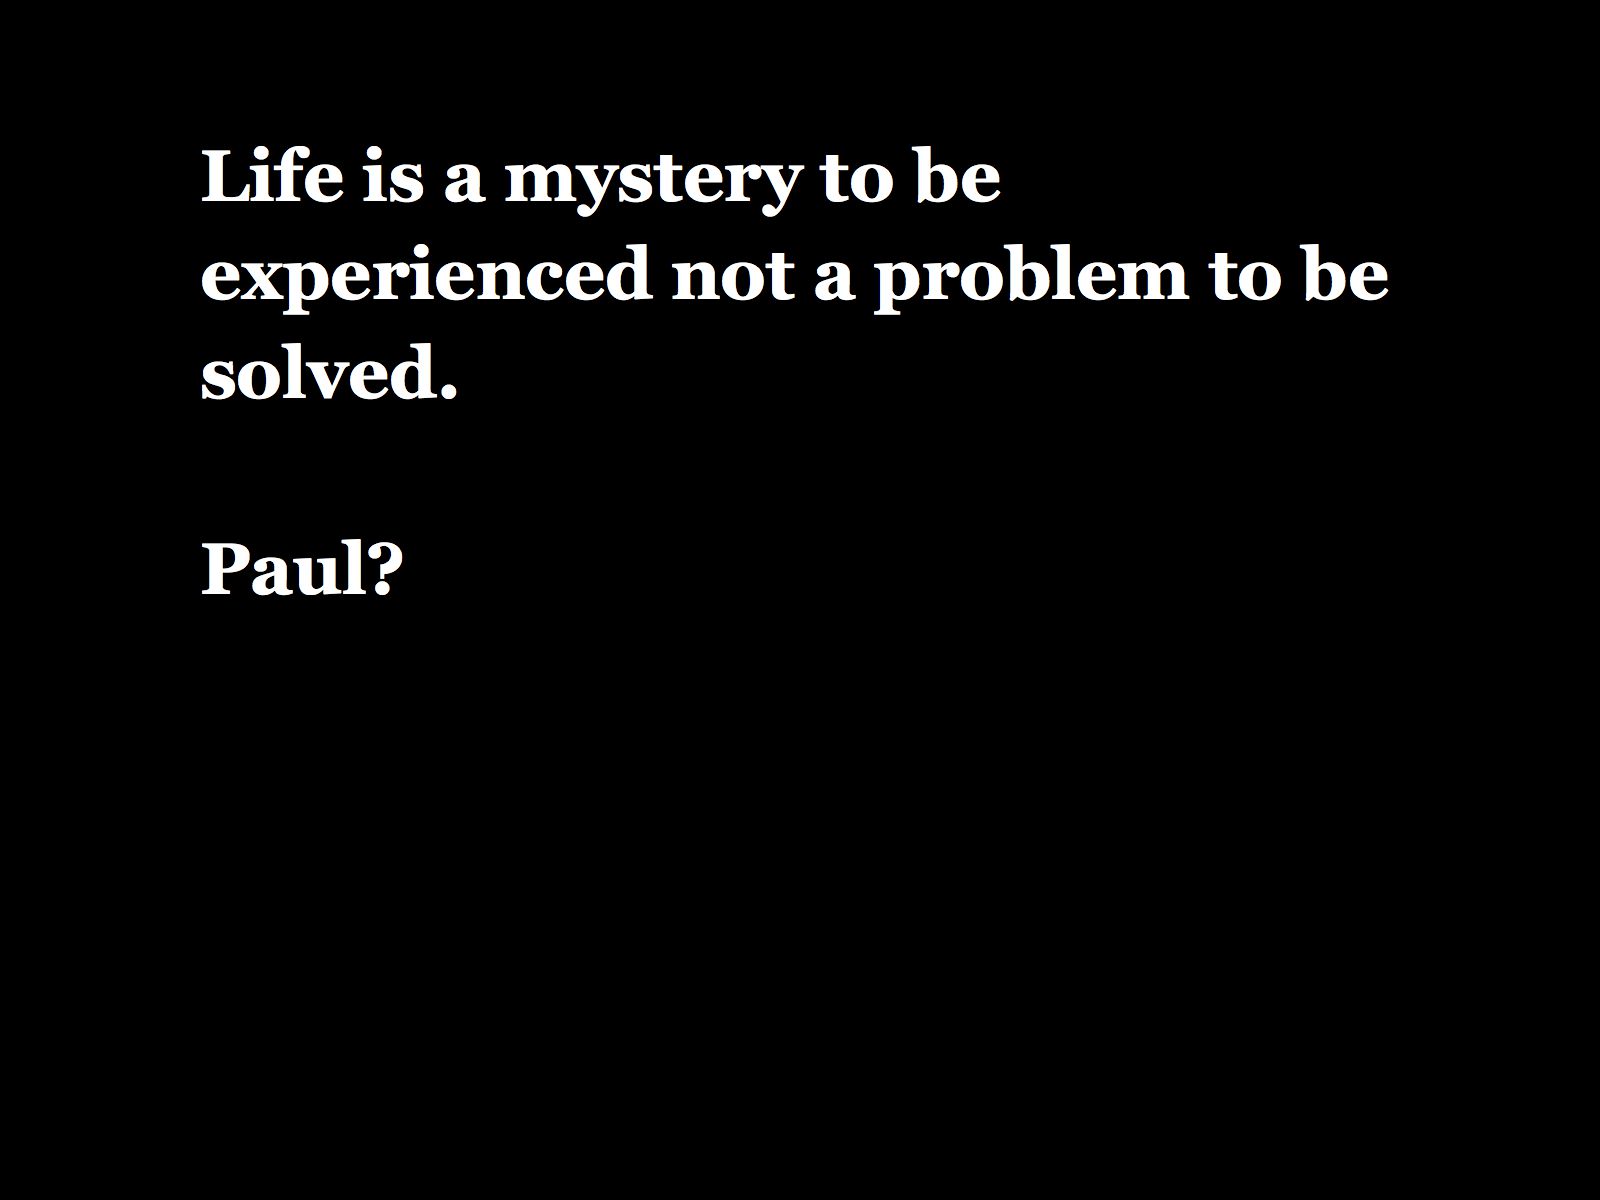 Life is a mystery to be
experienced not a problem to be
solved.
Paul?